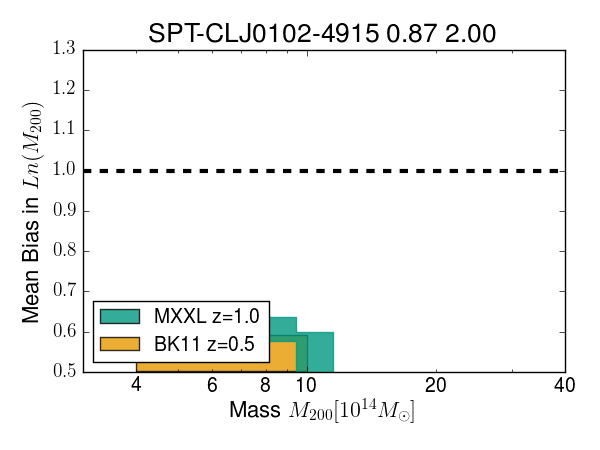 SPT-CLJ0102-4915 0.87 2.00
1.3
1.2
1.1
1.0
0.9
0.8
0.7
0.6
0.5
Mean Bias in Ln(M₂₀₀)
MXXL z=1.0
BK11 z=0.5
4 6 8 10 20 40
Mass M₂₀₀[10¹⁴M☉]